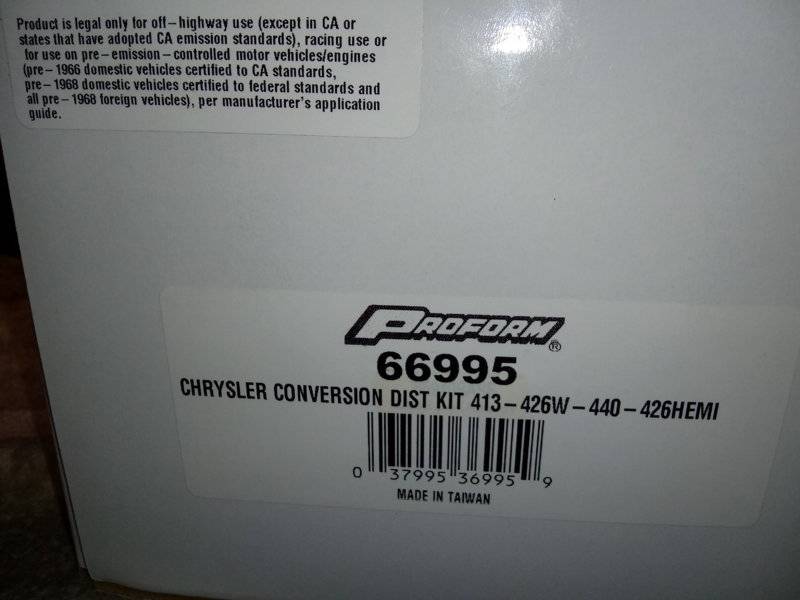 Product is legal only for off-highway use (except in CA or
states that have adopted CA emission standards), racing use or
for use on pre-emission-controlled motor vehicles/engines
(pre-1966 domestic vehicles certified to CA standards,
pre-1968 domestic vehicles certified to federal standards and
all pre-1968 foreign vehicles), per manufacturer's application
guide.
PROFORM®
66995
CHRYSLER CONVERSION DIST KIT 413-426W-440-426HEMI
0 37995 36995 9
MADE IN TAIWAN